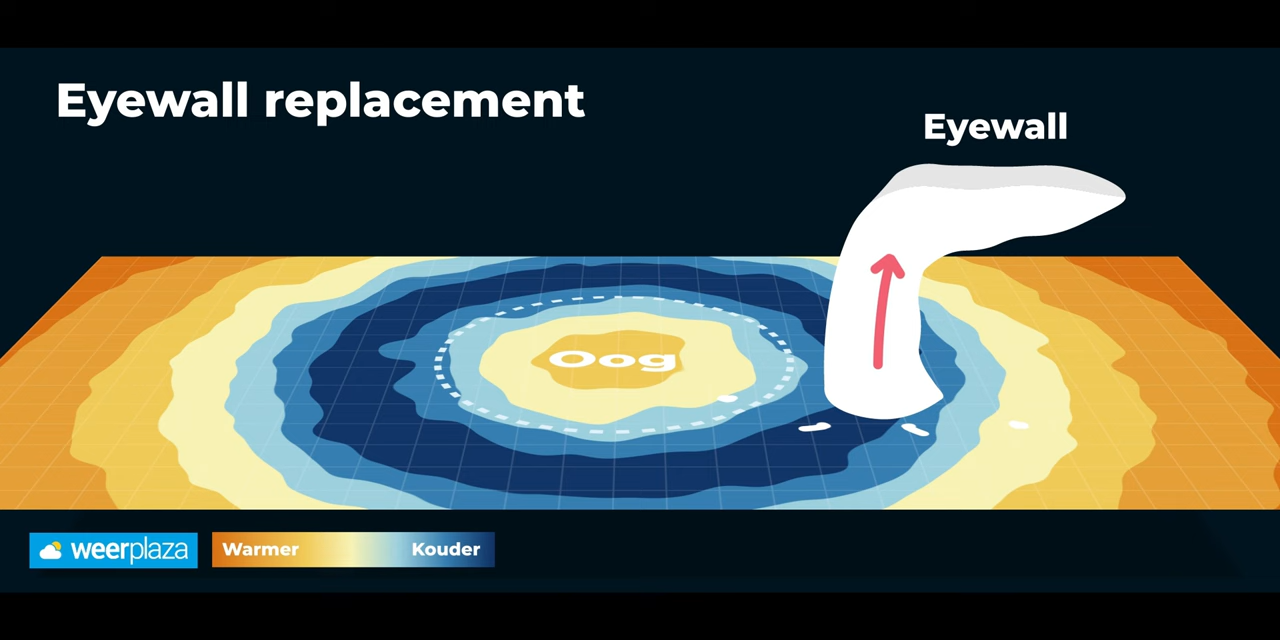 Eyewall replacement
Eyewall
Oog
weerplaza
Warmer
Kouder